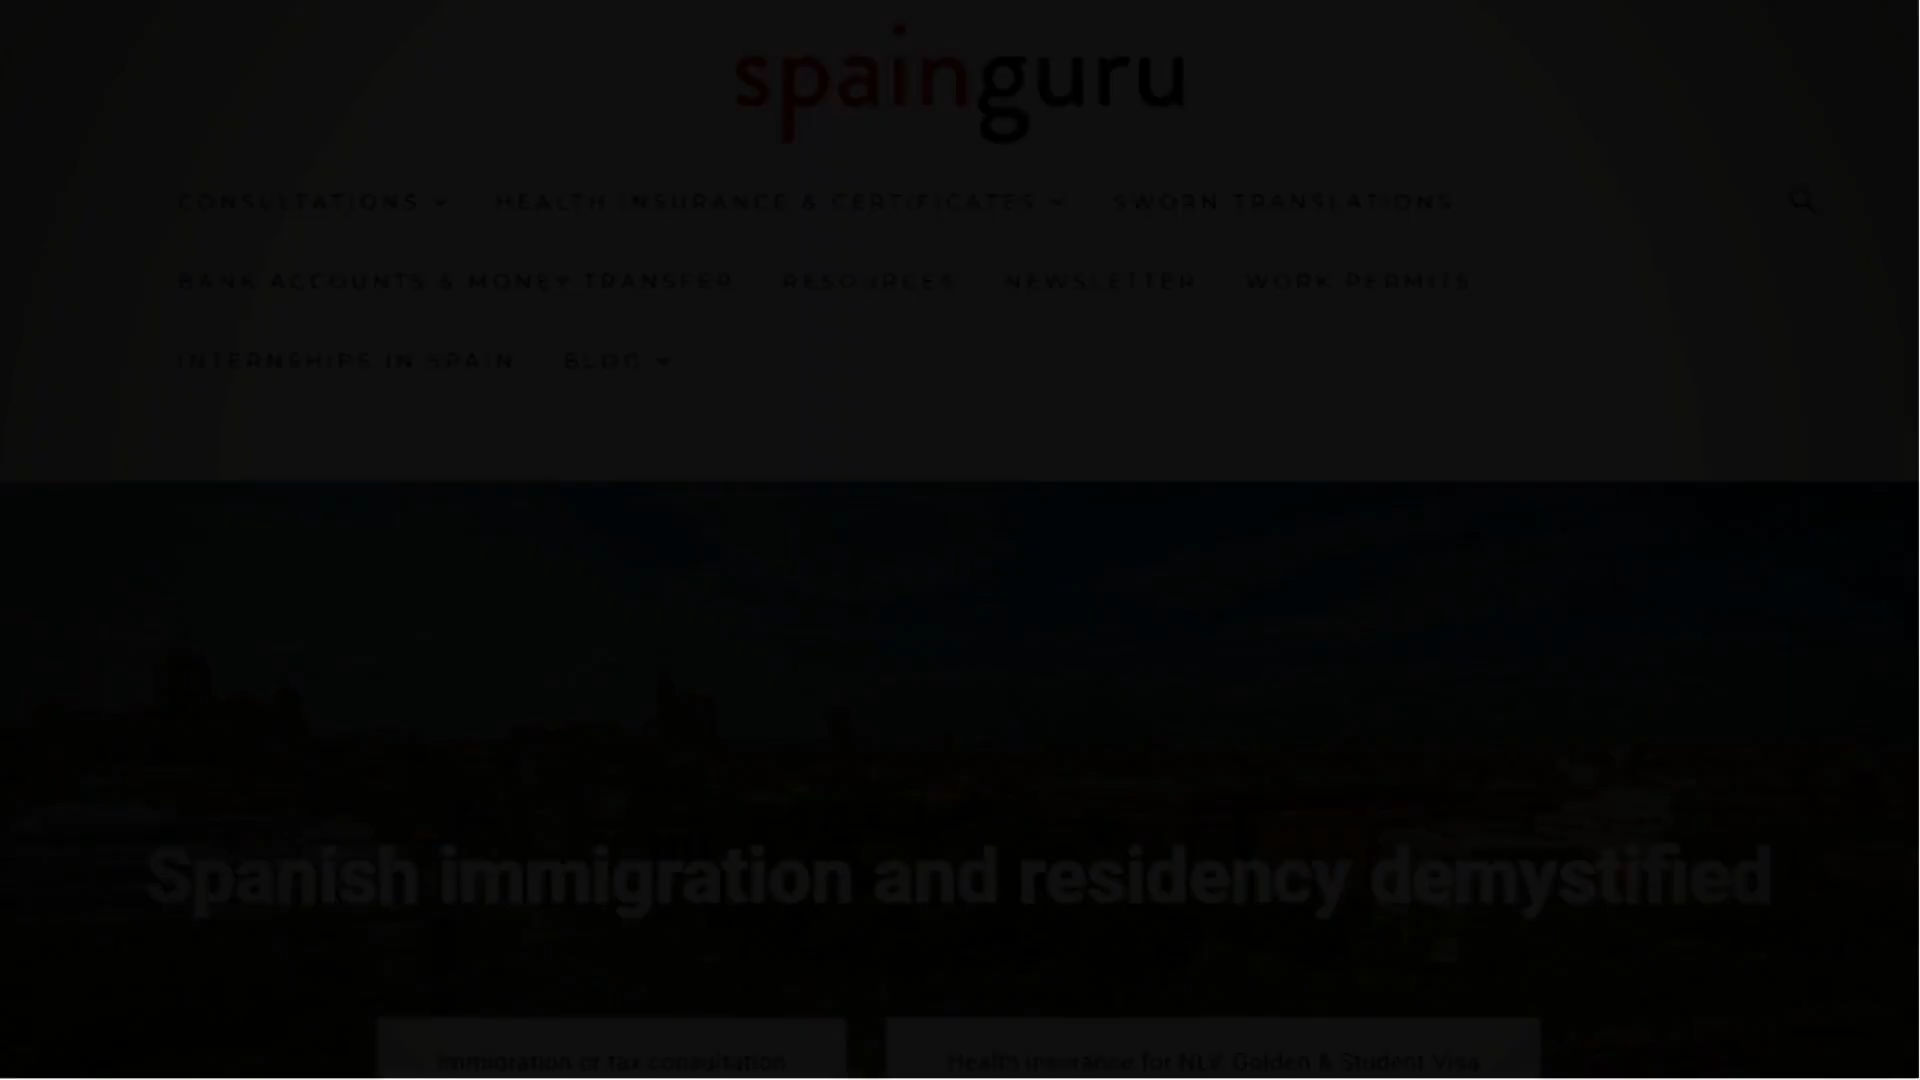 spainguru
CONSULTATIONS HEALTH INSURANCE & CERTIFICATES SWORN TRANSLATIONS
BANK ACCOUNTS & MONEY TRANSFER RESOURCES NEWSLETTER WORK PERMITS
INTERNSHIPS IN SPAIN BLOG
Spanish immigration and residency demystified
Immigration or tax consultation Health insurance for NLV, Golden & Student Visa